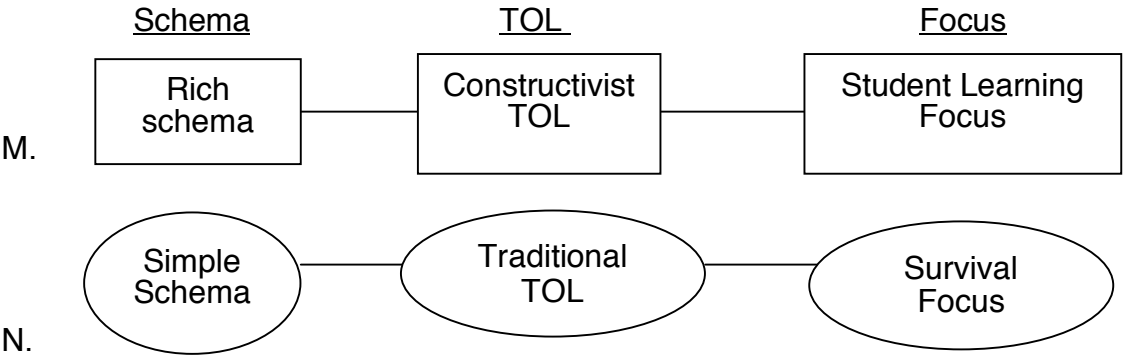 Schema TOL Focus
Rich Constructivist Student Learning
schema TOL Focus
M.
Simple Traditional Survival
Schema TOL Focus
N.